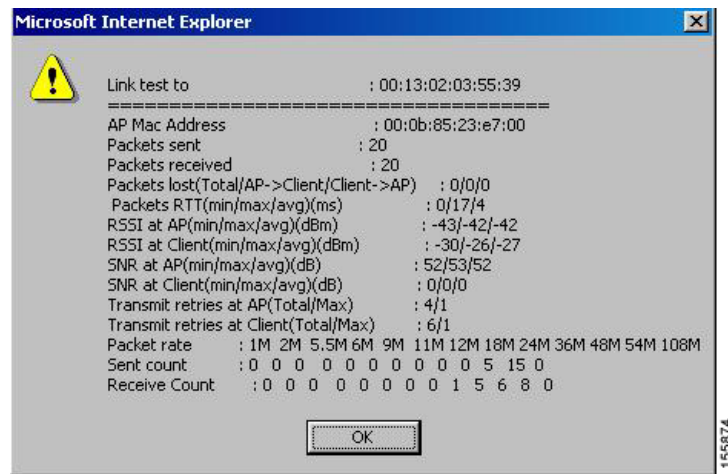 Microsoft Internet Explorer
Link test to : 00:13:02:03:55:39
=======================================
AP Mac Address : 00:0b:85:23:e7:00
Packets sent : 20
Packets received : 20
Packets lost(Total/AP->Client/Client->AP) : 0/0/0
Packets RTT(min/max/avg)(ms) : 0/17/4
RSSI at AP(min/max/avg)(dBm) : -43/-42/-42
RSSI at Client(min/max/avg)(dBm) : -30/-26/-27
SNR at AP(min/max/avg)(dB) : 52/53/52
SNR at Client(min/max/avg)(dB) : 0/0/0
Transmit retries at AP(Total/Max) : 4/1
Transmit retries at Client(Total/Max) : 6/1
Packet rate : 1M 2M 5.5M 6M 9M 11M 12M 18M 24M 36M 48M 54M 108M
Sent count : 0 0 0 0 0 0 0 0 0 0 5 15 0
Receive Count : 0 0 0 0 0 0 0 0 1 5 6 8 0
OK
155874